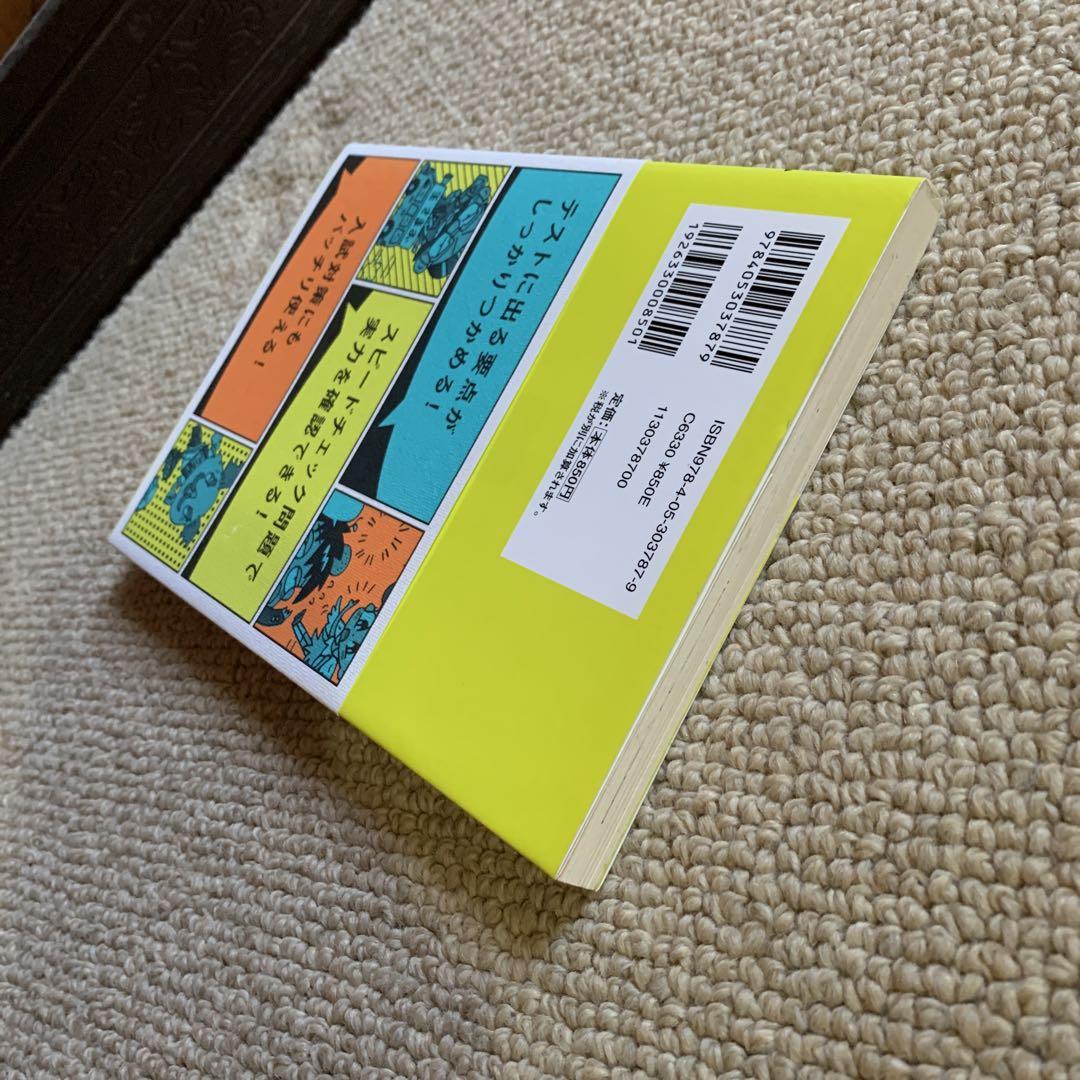 テストに出る要点が
しっかりつかめる！
スピードチェック問題で
実力を確認できる！
入試対策にも
バッチリ使える！
9784053037879
1926330008501
ISBN978-4-05-303787-9
C6330 ¥850E
1130378700
定価：本体850円
※税が別に加算されます。